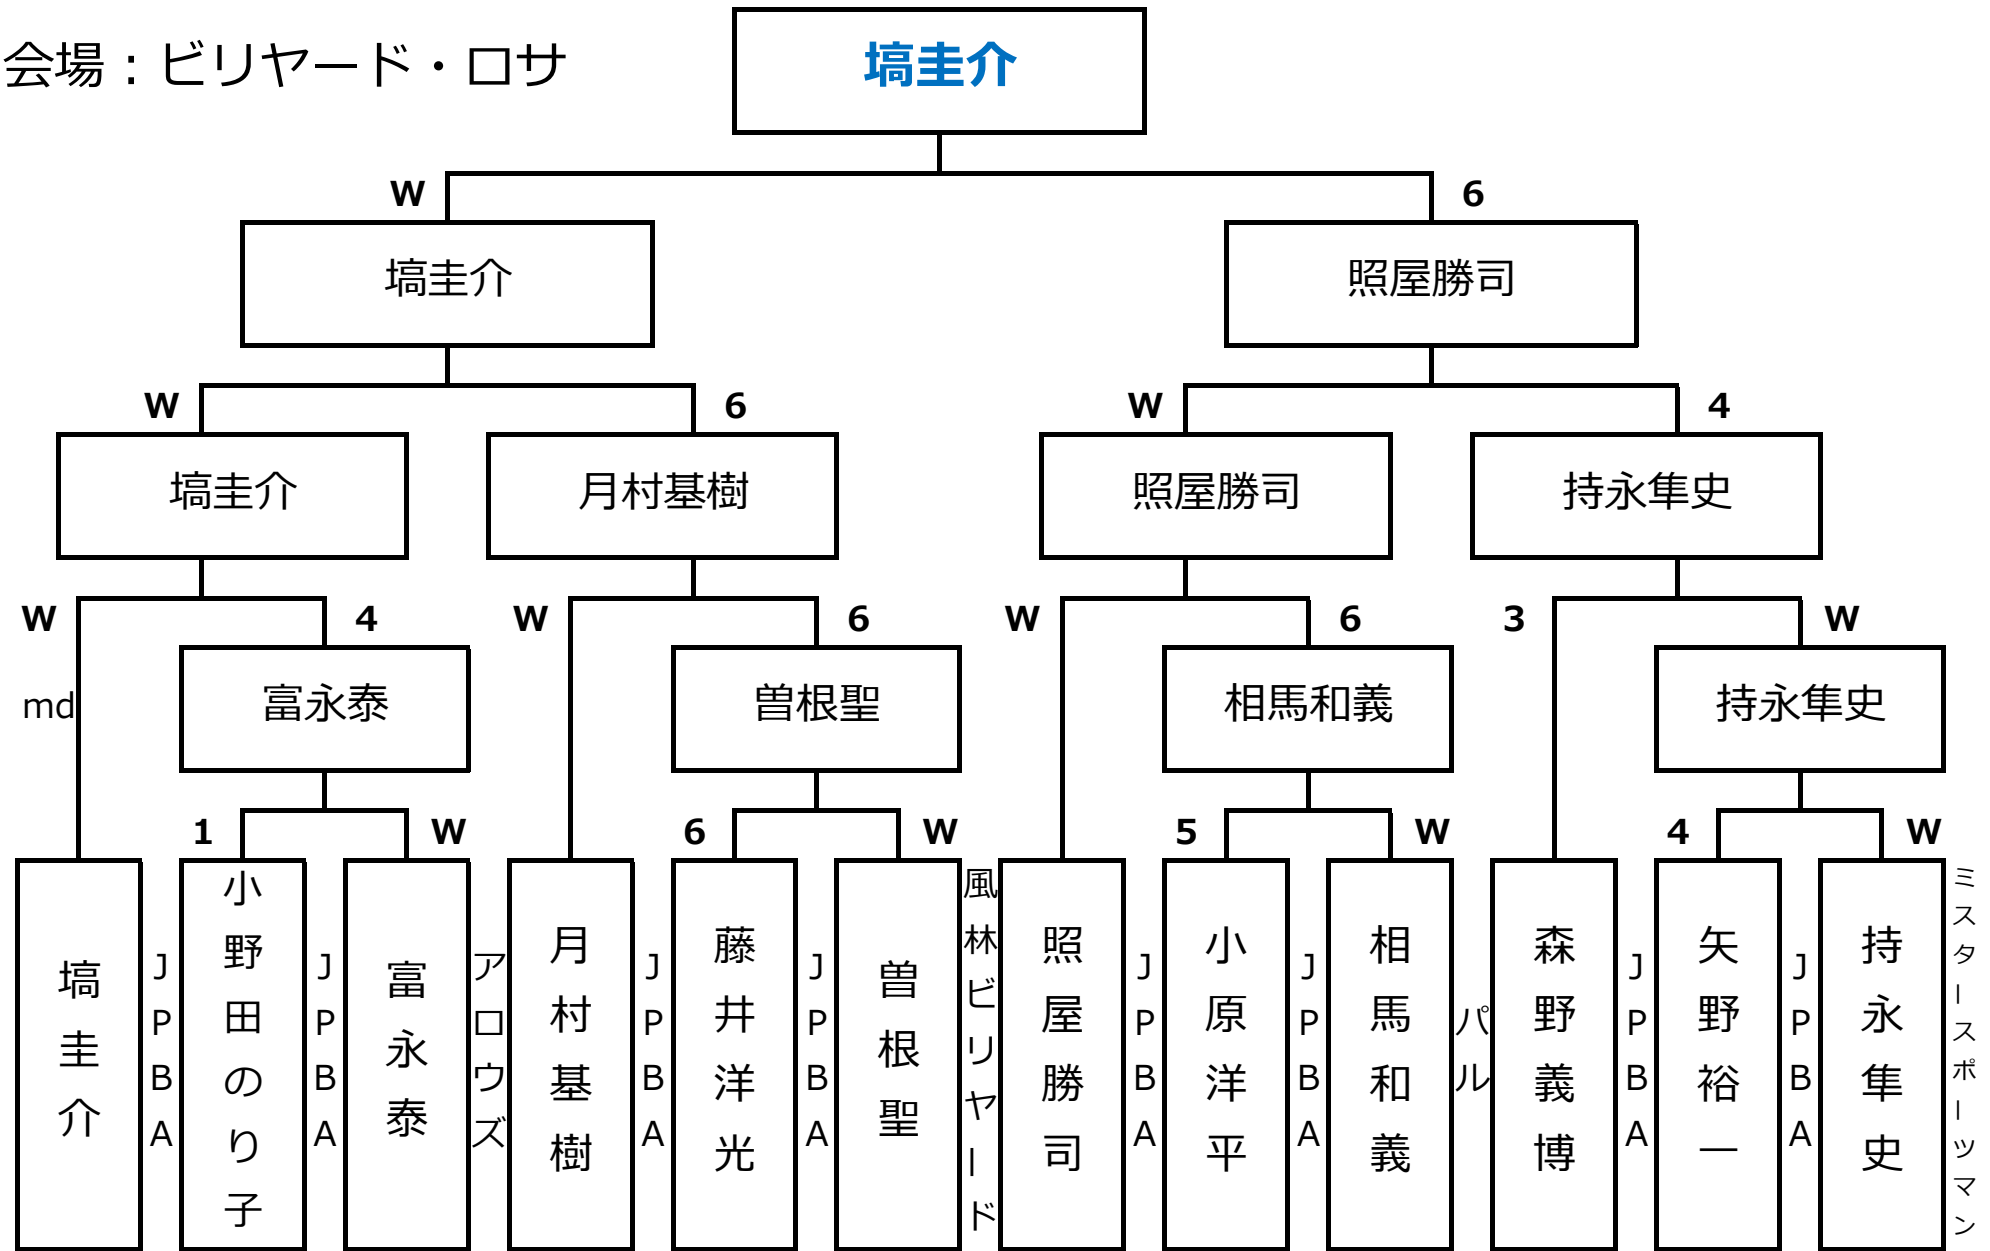 会場：ビリヤード・ロサ
塙圭介
W
6
塙圭介
照屋勝司
W
6
W
4
塙圭介
月村基樹
照屋勝司
持永隼史
W
4
W
6
W
6
3
W
md
富永泰
曽根聖
相馬和義
持永隼史
1
W
6
W
5
W
4
W
塙圭介
JPBA
小野田のり子
JPBA
富永泰
アロウズ
月村基樹
JPBA
藤井洋光
JPBA
曽根聖
風林ビリヤード
照屋勝司
JPBA
小原洋平
JPBA
相馬和義
パル
森野義博
JPBA
矢野裕一
JPBA
持永隼史
ミスタースポーツマン